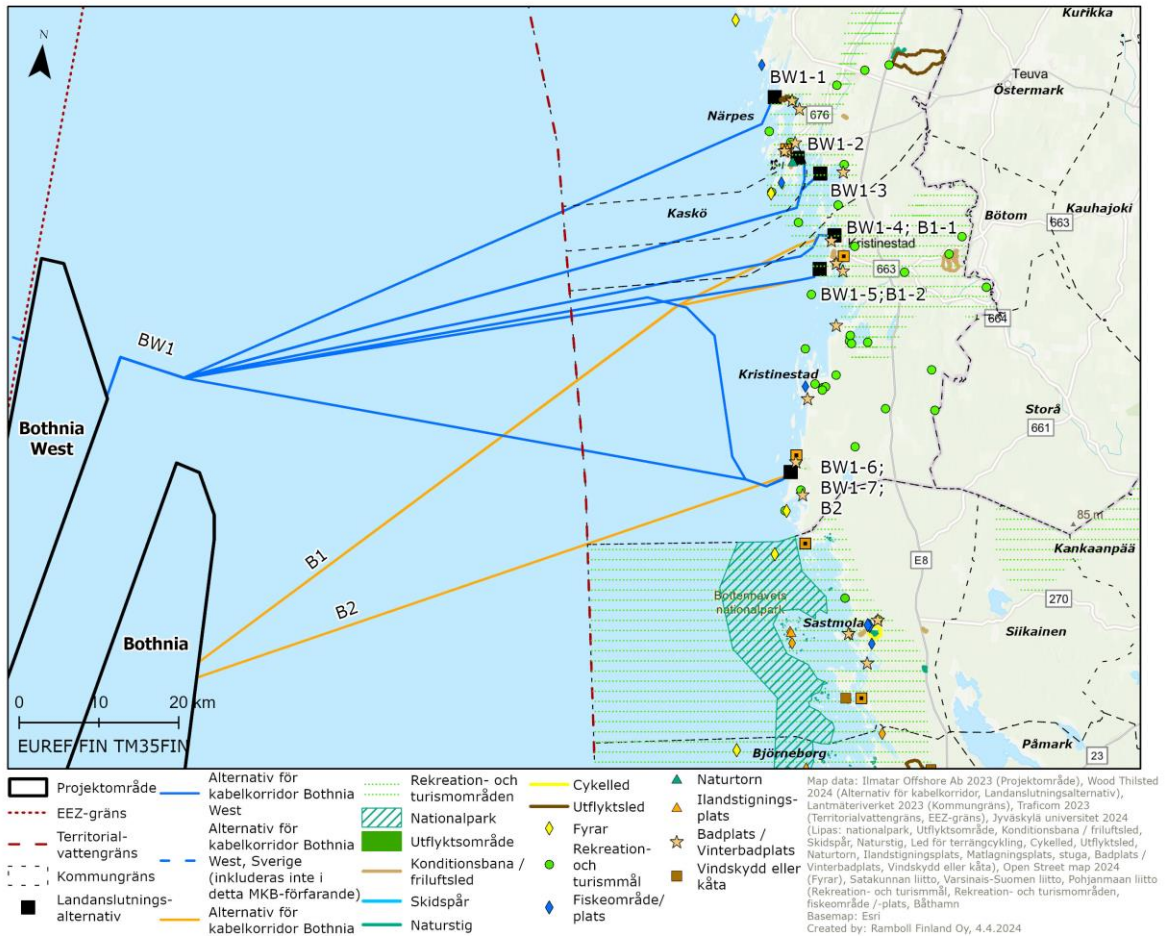 N
Kurikka
BW1-1
Teuva
Östermark
Närpes
676
BW1-2
BW1-3
Kaskö
Bötom
Kauhajoki
663
BW1-4; B1-1
Kristinestad
663
BW1-5;B1-2
664
BW1
Kristinestad
Storå
661
Bothnia
West
BW1-6;
BW1-7;
B2
85 m
Kankaanpää
B1
E8
B2
Bottenhavets
nationalpark
270
Sastmola
Siikainen
Bothnia
0 10 20 km
EUREF FIN TM35FIN
Björneborg
Påmark
23
Projektområde
EEZ-gräns
Territorial-
vattengräns
Kommungräns
Landanslutnings-
alternativ
Alternativ för
kabelkorridor Bothnia
West
Alternativ för
kabelkorridor Bothnia
West, Sverige
(inkluderas inte i
detta MKB-förfarande)
Alternativ för
kabelkorridor Bothnia
Rekreation- och
turismområden
Nationalpark
Utflyktsområde
Konditionsbana /
friluftsled
Skidspår
Naturstig
Cykelled
Utflyktsled
Fyrar
Rekreation-
och
turismmål
Fiskeområde/
plats
Naturtorn
Ilandstignings-
plats
Badplats /
Vinterbadplats
Vindskydd eller
kåta
Map data: Ilmatar Offshore Ab 2023 (Projektområde), Wood Thilsted
2024 (Alternativ för kabelkorridor, Landanslutningsalternativ),
Lantmäteriverket 2023 (Kommungräns), Traficom 2023
(Territorialvattengräns, EEZ-gräns), Jyväskylä universitet 2024
(Lipas: nationalpark, Utflyktsområde, Konditionsbana / friluftsled,
Skidspår, Naturstig, Led för terrängcykling, Cykelled, Utflyktsled,
Naturtorn, Ilandstigningsplats, Matlagningsplats, stuga, Badplats /
Vinterbadplats, Vindskydd eller kåta), Open Street map 2024
(Fyrar), Satakunnan liitto, Varsinais-Suomen liitto, Pohjanmaan liitto
(Rekreation- och turismmål, Rekreation- och turismområden,
fiskeområde /-plats, Båthamn
Basemap: Esri
Created by: Ramboll Finland Oy, 4.4.2024